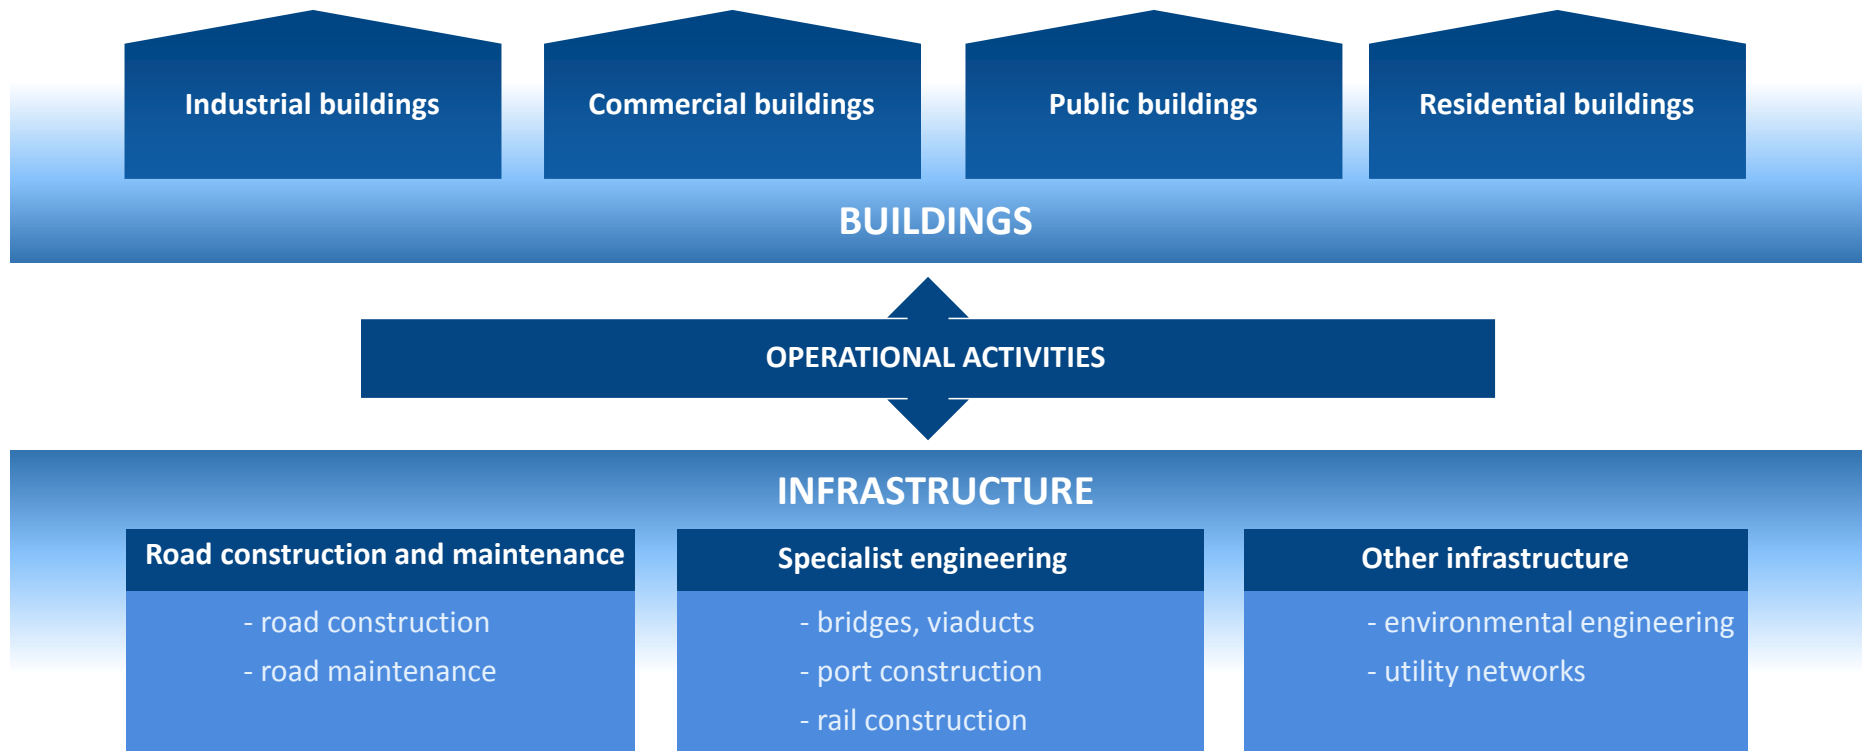 Industrial buildings
Commercial buildings
Public buildings
Residential buildings
BUILDINGS
OPERATIONAL ACTIVITIES
INFRASTRUCTURE
Road construction and maintenance
- road construction
- road maintenance
Specialist engineering
- bridges, viaducts
- port construction
- rail construction
Other infrastructure
- environmental engineering
- utility networks